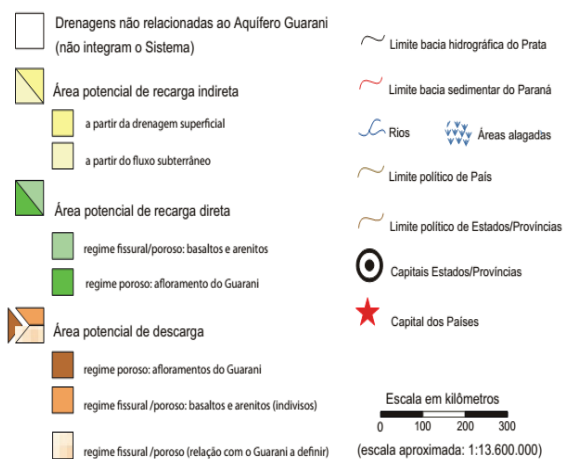 Drenagens não relacionadas ao Aquífero Guarani
(não integram o Sistema)
Área potencial de recarga indireta
a partir da drenagem superficial
a partir do fluxo subterrâneo
Área potencial de recarga direta
regime fissural/poroso: basaltos e arenitos
regime poroso: afloramento do Guarani
Área potencial de descarga
regime poroso: afloramentos do Guarani
regime fissural /poroso: basaltos e arenitos (indivisos)
regime fissural /poroso (relação com o Guarani a definir)
Limite bacia hidrográfica do Prata
Limite bacia sedimentar do Paraná
Rios
Áreas alagadas
Limite político de País
Limite político de Estados/Províncias
Capitais Estados/Províncias
Capital dos Países
Escala em kilômetros
0 100 200 300
(escala aproximada: 1:13.600.000)